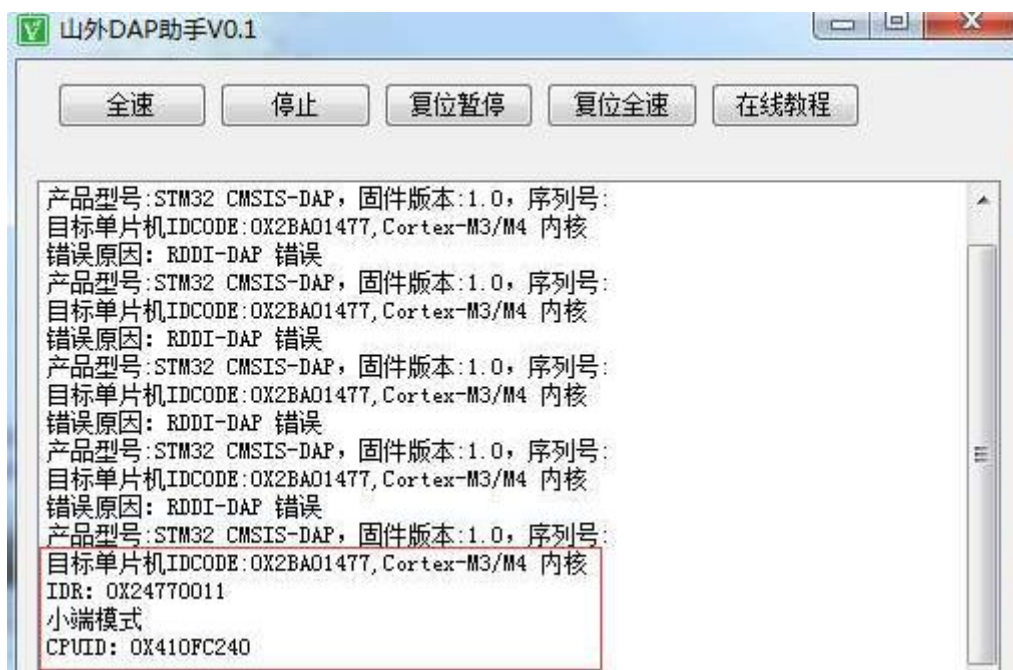 山外DAP助手V0.1
全速 停止 复位暂停 复位全速 在线教程
产品型号:STM32 CMSIS-DAP，固件版本:1.0，序列号:
目标单片机IDCODE:0X2BA01477,Cortex-M3/M4 内核
错误原因: RDDI-DAP 错误
产品型号:STM32 CMSIS-DAP，固件版本:1.0，序列号:
目标单片机IDCODE:0X2BA01477,Cortex-M3/M4 内核
错误原因: RDDI-DAP 错误
产品型号:STM32 CMSIS-DAP，固件版本:1.0，序列号:
目标单片机IDCODE:0X2BA01477,Cortex-M3/M4 内核
错误原因: RDDI-DAP 错误
产品型号:STM32 CMSIS-DAP，固件版本:1.0，序列号:
目标单片机IDCODE:0X2BA01477,Cortex-M3/M4 内核
错误原因: RDDI-DAP 错误
产品型号:STM32 CMSIS-DAP，固件版本:1.0，序列号:
目标单片机IDCODE:0X2BA01477,Cortex-M3/M4 内核
IDR: 0X24770011
小端模式
CPUID: 0X410FC240